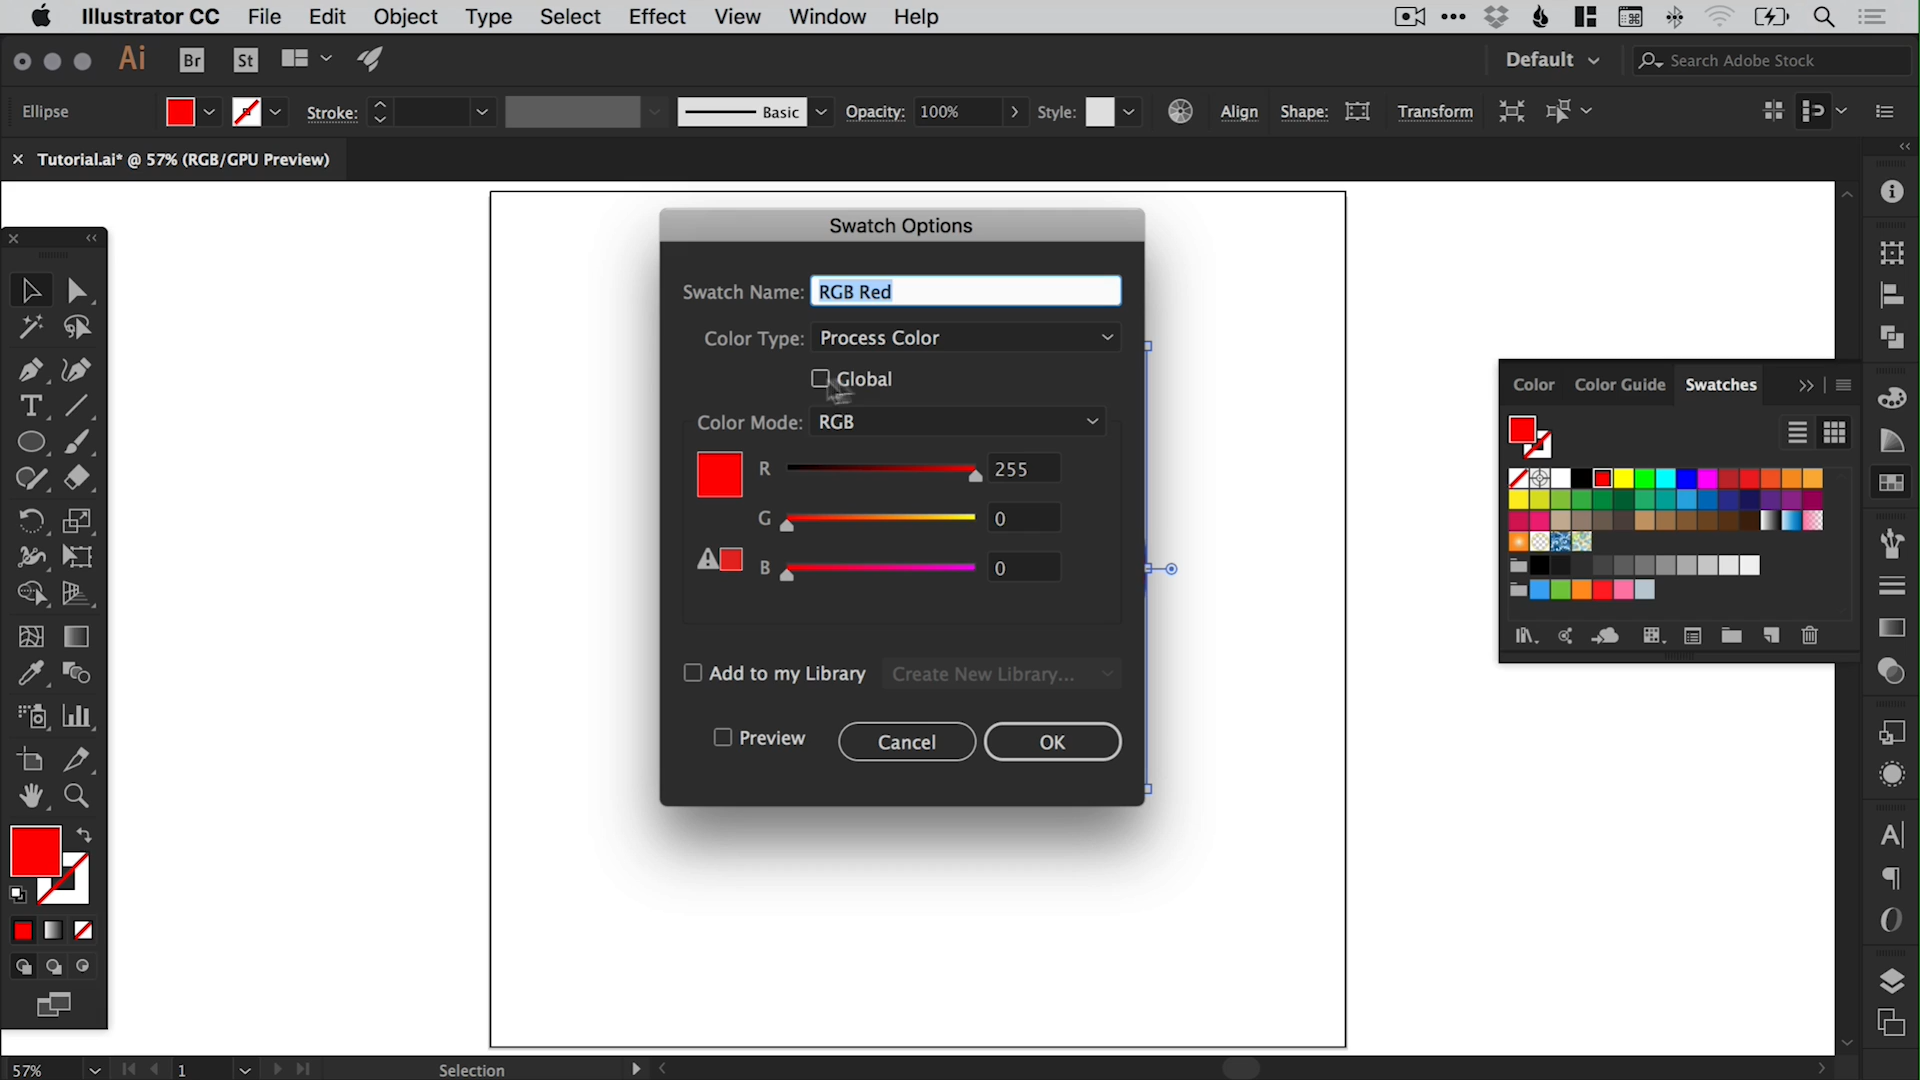 Illustrator CC File Edit Object Type Select Effect View Window Help
Ai Br St Default Search Adobe Stock
Ellipse Stroke: Basic Opacity: 100% Style: Align Shape: Transform
Tutorial.ai* @ 57% (RGB/GPU Preview)
Swatch Options
Swatch Name: RGB Red
Color Type: Process Color
Global
Color Mode: RGB
R 255
G 0
B 0
Add to my Library Create New Library...
Preview Cancel OK
Color Color Guide Swatches
57% 1 Selection